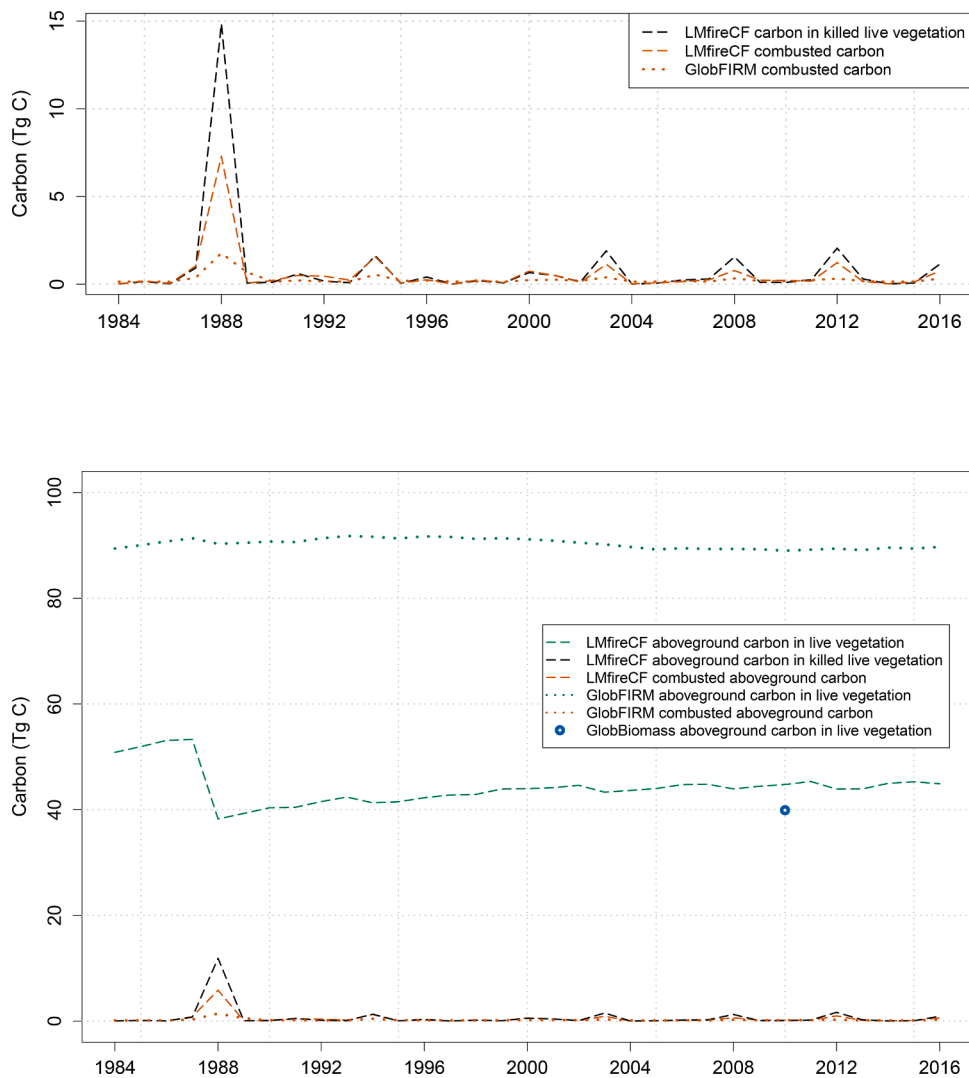 15
10
5
0
Carbon (Tg C)
LMfireCF carbon in killed live vegetation
LMfireCF combusted carbon
GlobFIRM combusted carbon
1984 1988 1992 1996 2000 2004 2008 2012 2016
100
80
60
40
20
0
Carbon (Tg C)
LMfireCF aboveground carbon in live vegetation
LMfireCF aboveground carbon in killed live vegetation
LMfireCF combusted aboveground carbon
GlobFIRM aboveground carbon in live vegetation
GlobFIRM combusted aboveground carbon
GlobBiomass aboveground carbon in live vegetation
1984 1988 1992 1996 2000 2004 2008 2012 2016